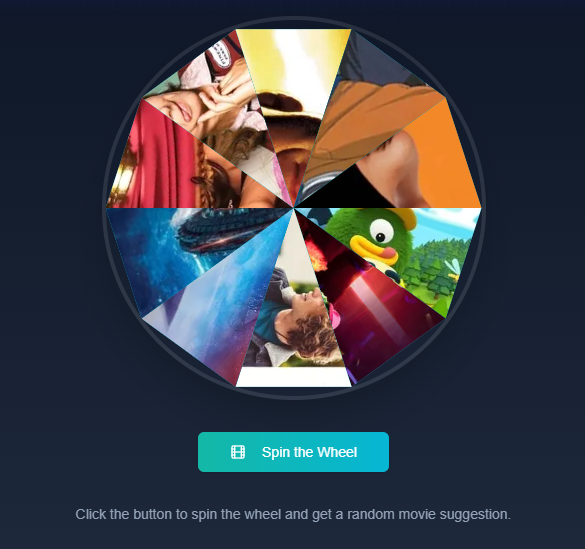 Spin the Wheel
Click the button to spin the wheel and get a random movie suggestion.